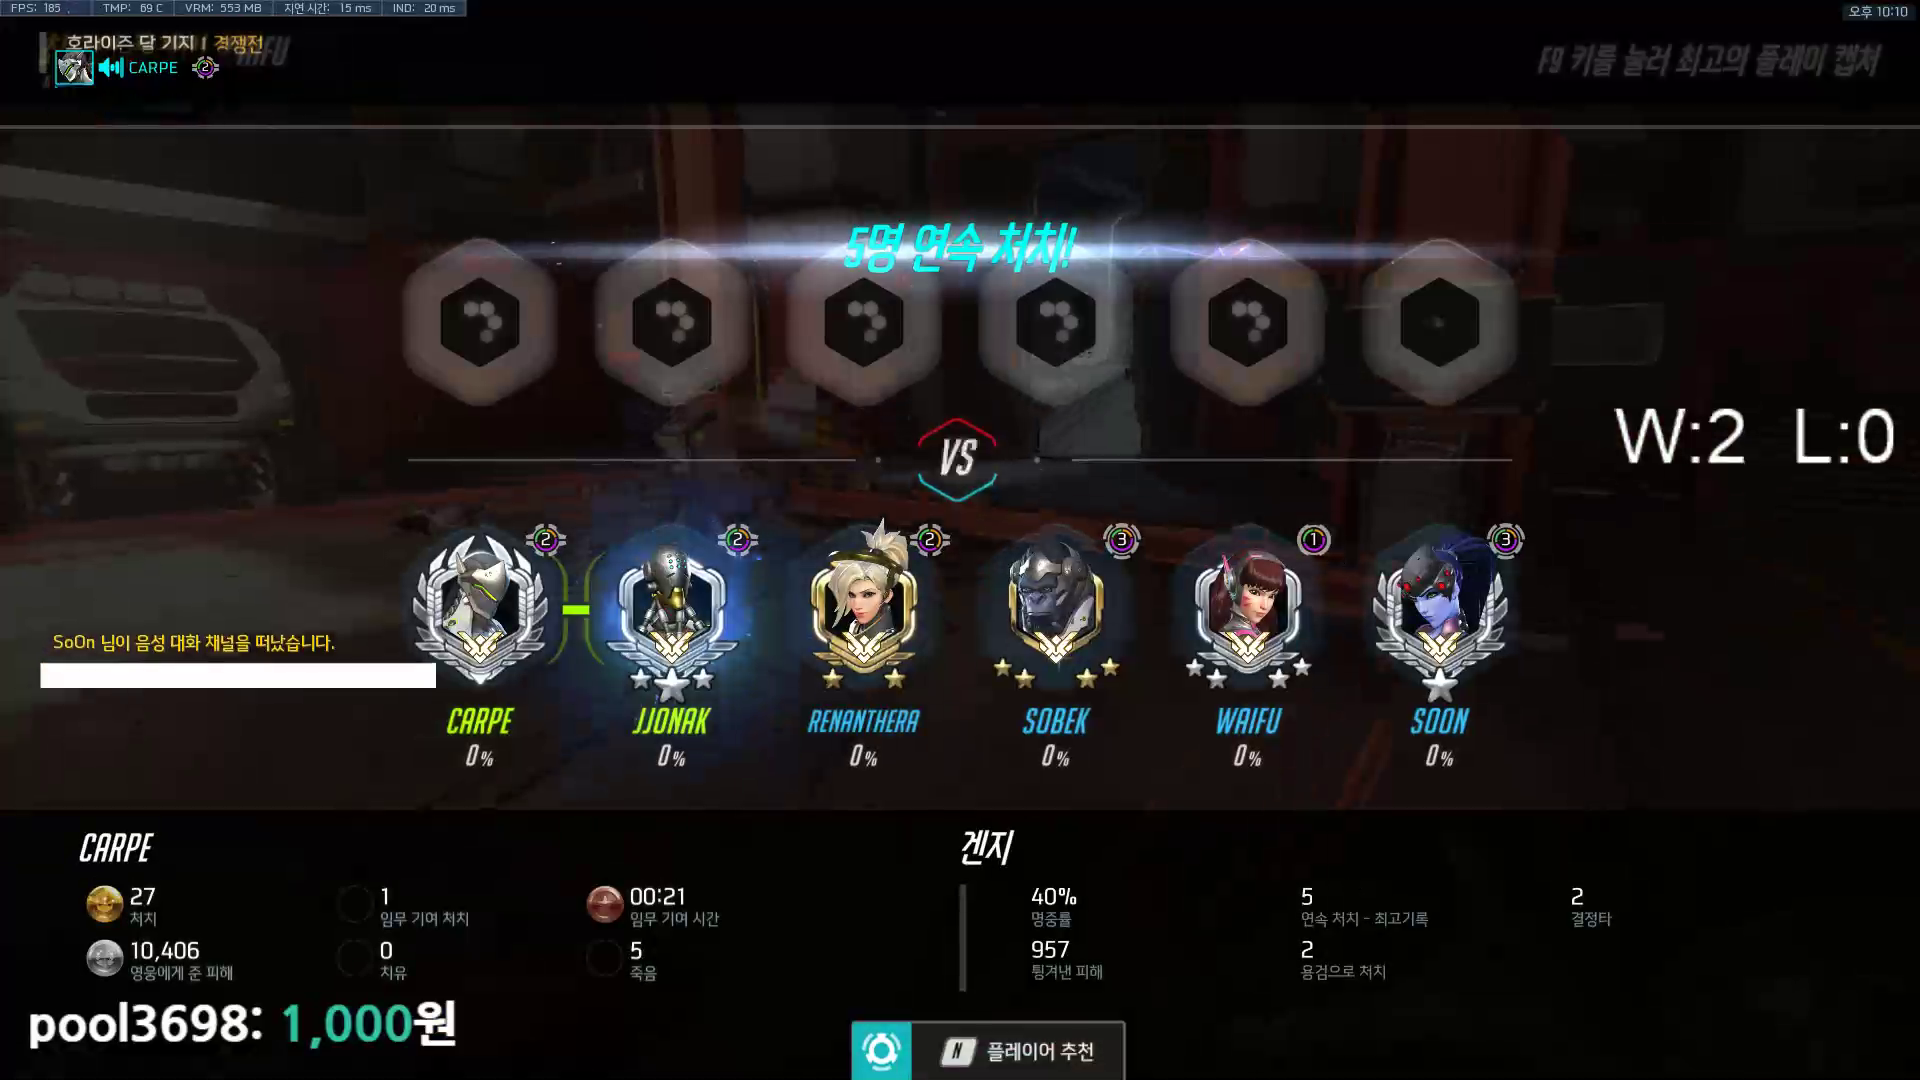 FPS: 185 TMP: 69 C VRM: 553 MB 지연 시간: 15 ms IND: 20 ms
오후 10:10
호라이즌 달 기지 | 경쟁전
CARPE 2
F9 키를 눌러 최고의 플레이 캡처
5명 연속 처치!
VS
W:2 L:0
2 2 2 3 1 3
SoOn 님이 음성 대화 채널을 떠났습니다.
CARPE JJONAK RENANTHERA SOBEK WAIFU SOON
0% 0% 0% 0% 0% 0%
CARPE
27
처치
1
임무 기여 처치
00:21
임무 기여 시간
10,406
영웅에게 준 피해
0
치유
5
죽음
겐지
40%
명중률
5
연속 처치 - 최고기록
2
결정타
957
튕겨낸 피해
2
용검으로 처치
pool3698: 1,000원
N 플레이어 추천